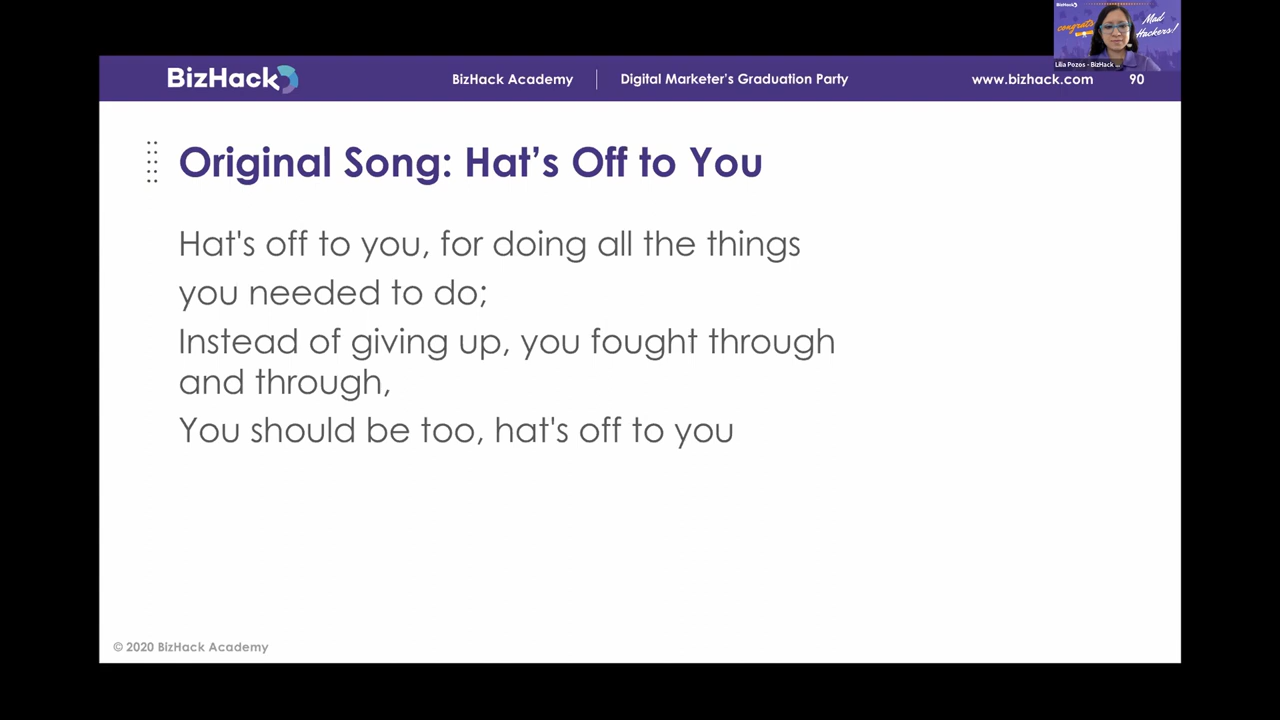 BizHack
congrats
Mad
Hackers!
Lilia Pozos - BizHack ...
BizHack
BizHack Academy
Digital Marketer's Graduation Party
www.bizhack.com
90
Original Song: Hat's Off to You
Hat's off to you, for doing all the things
you needed to do;
Instead of giving up, you fought through
and through,
You should be too, hat's off to you
© 2020 BizHack Academy